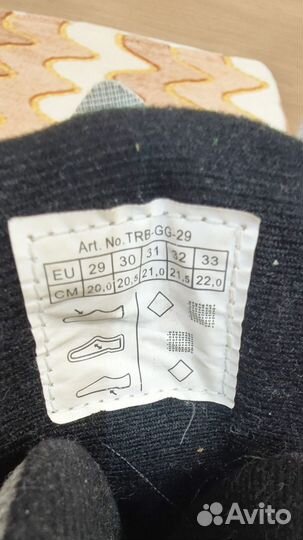 Art. No.TRB-GG-29
EU 29 30 31 32 33
CM 20,0 20,5 21,0 21,5 22,0
Avito